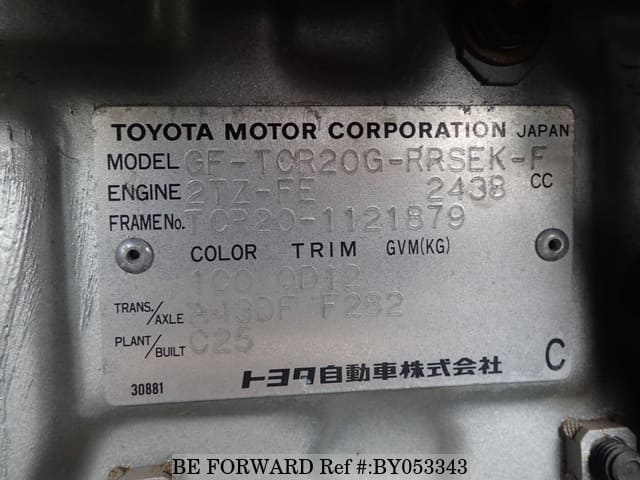 TOYOTA MOTOR CORPORATION JAPAN
MODEL GF-TCR20G-RRSEK-F
ENGINE 2TZ-FE 2438 CC
FRAME No. TCR20-1121879
COLOR TRIM GVM(KG)
1C0 QD12
TRANS./AXLE A43DF F282
PLANT/BUILT C25
30881 トヨタ自動車株式会社 C
BE FORWARD Ref #:BY053343